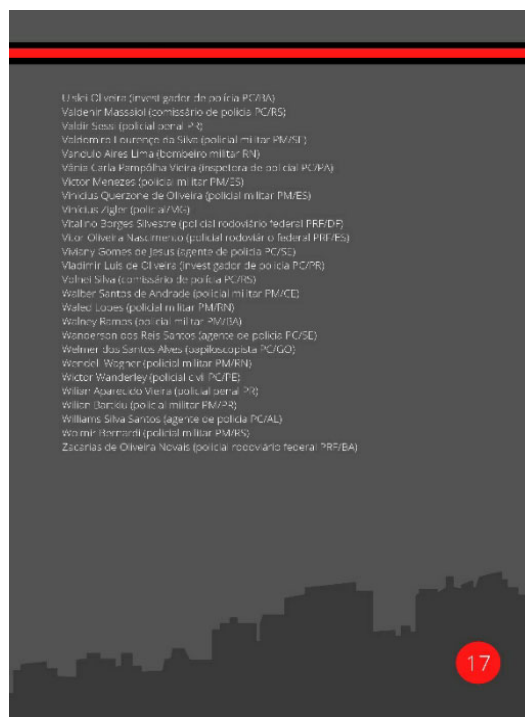 Uislei Oliveira (investigador de polícia PC/BA)
Valdenir Massaiol (comissário de polícia PC/RS)
Valdir Sessi (policial penal PR)
Valdomiro Lourenço da Silva (policial militar PM/SE)
Vandulo Aires Lima (bombeiro militar RN)
Vânia Carla Pampôlha Vieira (inspetora de policial PC/PA)
Victor Menezes (policial militar PM/ES)
Vinicius Querzone de Oliveira (policial militar PM/ES)
Vinícius Zigler (policial/MG)
Vitalino Borges Silvestre (policial rodoviário federal PRF/DF)
Vitor Oliveira Nascimento (policial rodoviário federal PRF/ES)
Viviany Gomes de Jesus (agente de polícia PC/SE)
Vladimir Luis de Oliveira (investigador de polícia PC/PR)
Volnei Silva (comissário de polícia PC/RS)
Walber Santos de Andrade (policial militar PM/CE)
Waled Lopes (policial militar PM/RN)
Walney Ramos (policial militar PM/BA)
Wanderson dos Reis Santos (agente de polícia PC/SE)
Welmer dos Santos Alves (papiloscopista PC/GO)
Wendell Wagner (policial militar PM/RN)
Wictor Wanderley (policial civil PC/PE)
Wilian Aparecido Vieira (policial penal PR)
Wilian (policial militar PM/PR)
Williams Silva Santos (agente de polícia PC/AL)
Wolmir Bernardi (policial militar PM/RS)
Zacarias de Oliveira Novais (policial rodoviário federal PRF/BA)
17